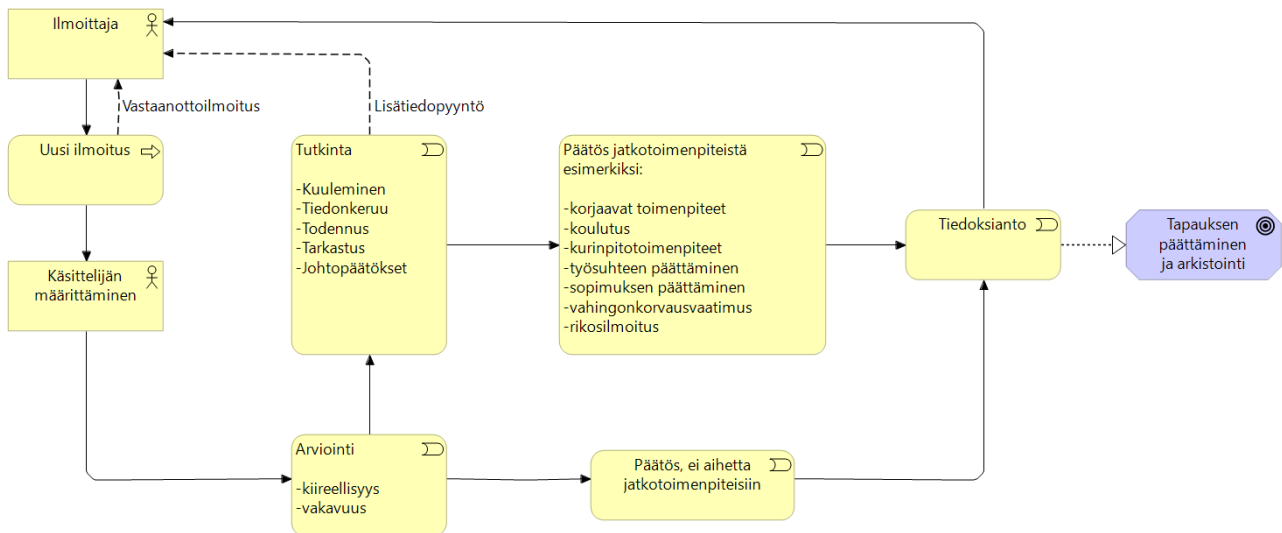 Ilmoittaja
Vastaanottoilmoitus
Lisätiedopyyntö
Uusi ilmoitus
Käsittelijän
määrittäminen
Tutkinta
-Kuuleminen
-Tiedonkeruu
-Todennus
-Tarkastus
-Johtopäätökset
Päätös jatkotoimenpiteistä
esimerkiksi:
-korjaavat toimenpiteet
-koulutus
-kurinpitotoimenpiteet
-työsuhteen päättäminen
-sopimuksen päättäminen
-vahingonkorvausvaatimus
-rikosilmoitus
Tiedoksianto
Tapauksen
päättäminen
ja arkistointi
Arviointi
-kiireellisyys
-vakavuus
Päätös, ei aihetta
jatkotoimenpiteisiin